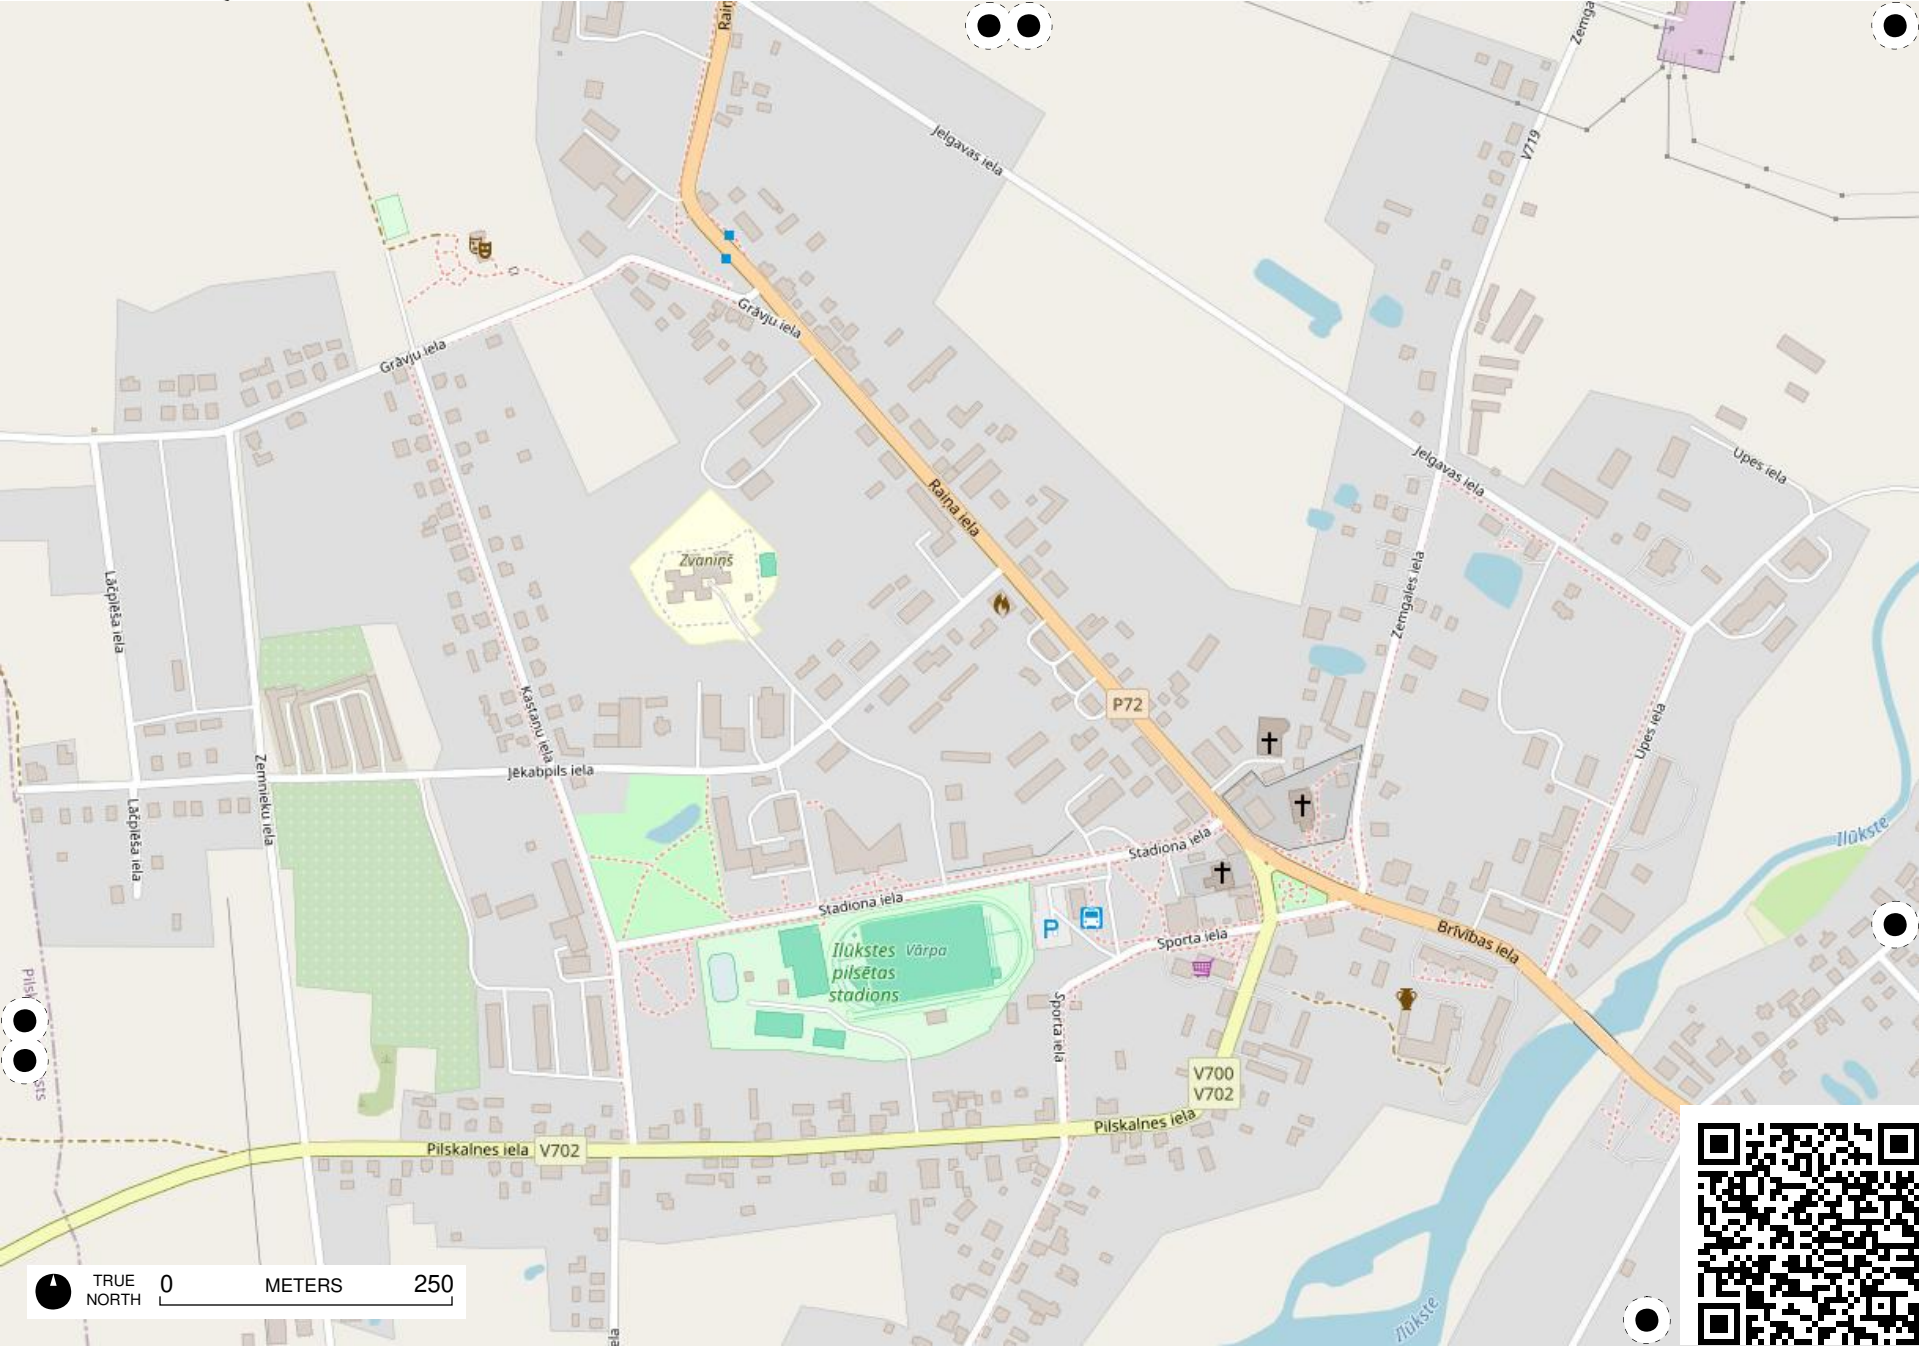 Zemga
Raiņ
Jelgavas iela
V719
Grāvju iela
Grāvju iela
Jelgavas iela
Upes iela
Raiņa iela
Zvaniņš
Lāčplēša iela
Zemgales iela
Kastaņu iela
P72
Upes iela
Jēkabpils iela
Zemnieku iela
Lāčplēša iela
Stadiona iela
Ilūkste
Stadiona iela
Ilūkstes
pilsētas
stadions
Vārpa
P
Sporta iela
Brīvības iela
Sporta iela
V700
V702
Pilskalnes iela
Pilskalnes iela
V702
TRUE
NORTH
0
METERS
250
Ilūkste